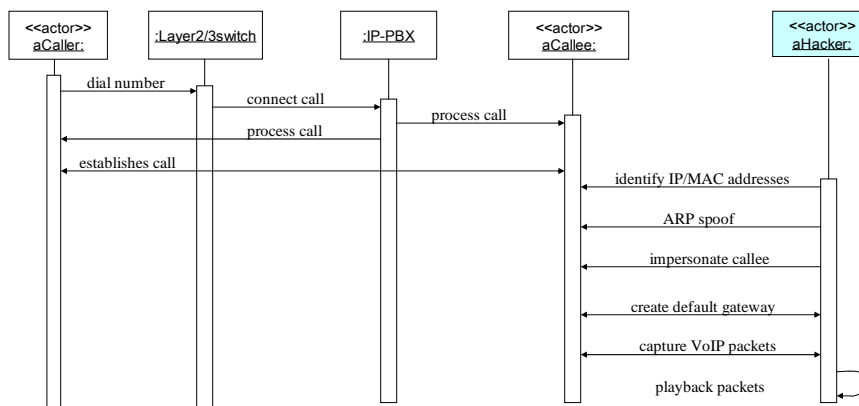 <<actor>>
aCaller:
:Layer2/3switch
:IP-PBX
<<actor>>
aCallee:
<<actor>>
aHacker:
dial number
connect call
process call
process call
establishes call
identify IP/MAC addresses
ARP spoof
impersonate callee
create default gateway
capture VoIP packets
playback packets